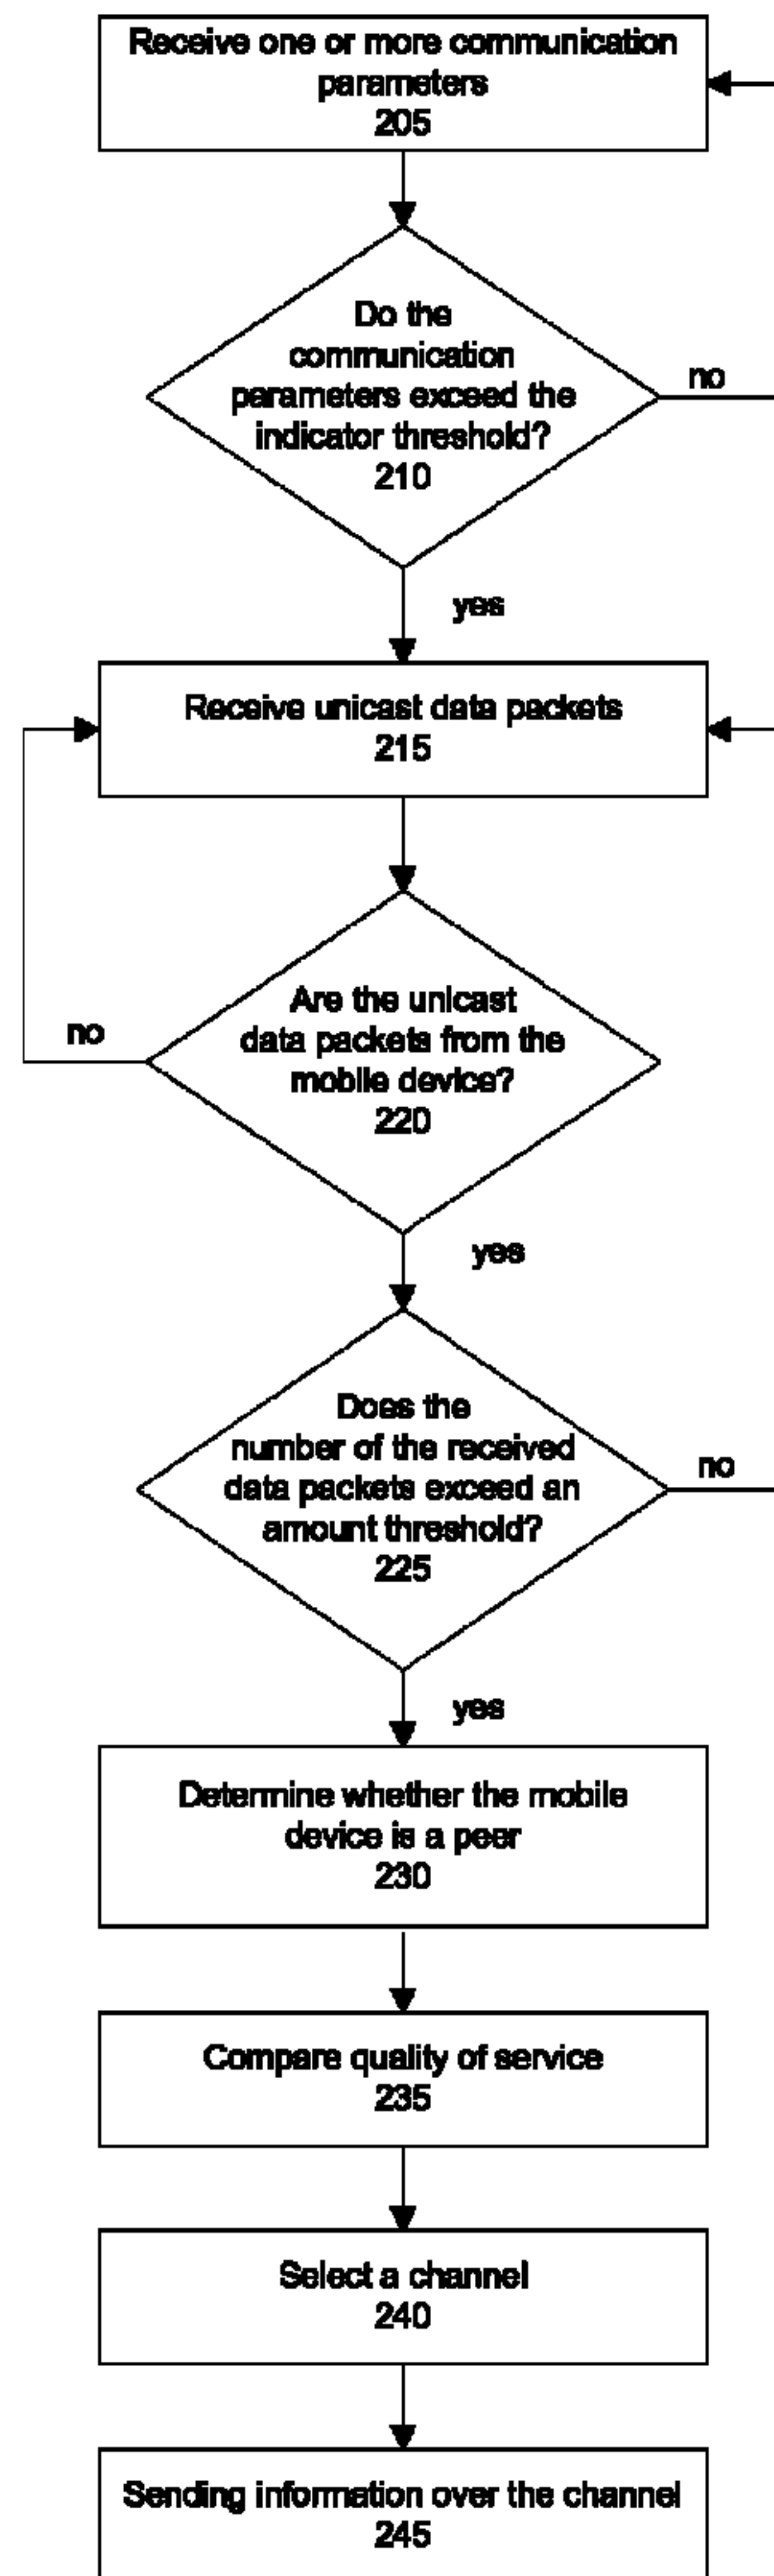 Receive one or more communication
parameters
205
Do the
communication
parameters exceed the
indicator threshold?
210
no
yes
Receive unicast data packets
215
Are the unicast
data packets from the
mobile device?
220
no
yes
Does the
number of the received
data packets exceed an
amount threshold?
225
no
yes
Determine whether the mobile
device is a peer
230
Compare quality of service
235
Select a channel
240
Sending information over the channel
245